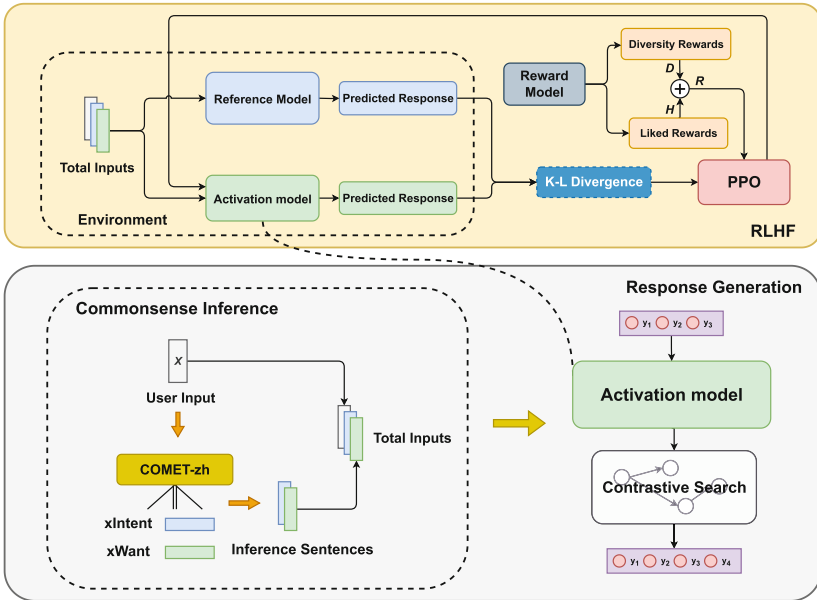 Diversity Rewards
Reward
Model
D
R
H
Liked Rewards
Reference Model
Predicted Response
Total Inputs
K-L Divergence
PPO
Activation model
Predicted Response
Environment
RLHF
Response Generation
Commonsense Inference
y1 y2 y3
X
User Input
Activation model
Total Inputs
COMET-zh
Contrastive Search
xIntent
xWant
Inference Sentences
y1 y2 y3 y4